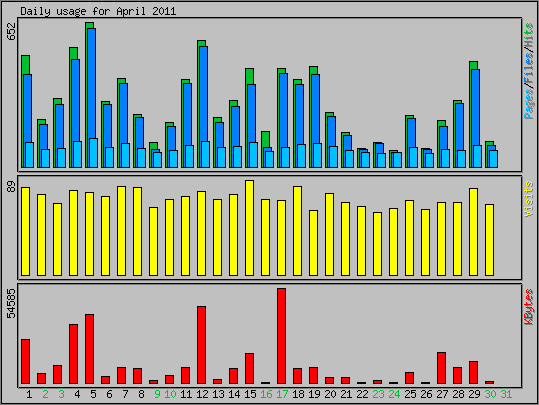 Daily usage for April 2011
652
Pages/Files/Hits
89
Visits
54585
KBytes
1 2 3 4 5 6 7 8 9 10 11 12 13 14 15 16 17 18 19 20 21 22 23 24 25 26 27 28 29 30 31